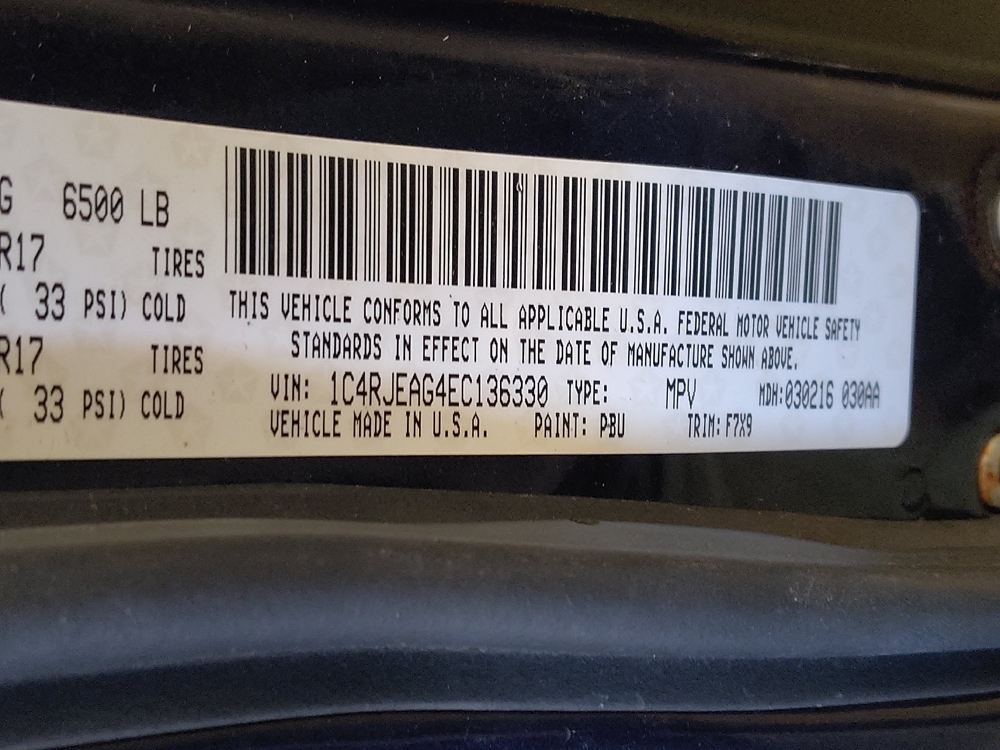 G 6500 LB
R17 TIRES
( 33 PSI) COLD
R17 TIRES
( 33 PSI) COLD
THIS VEHICLE CONFORMS TO ALL APPLICABLE U.S.A. FEDERAL MOTOR VEHICLE SAFETY
STANDARDS IN EFFECT ON THE DATE OF MANUFACTURE SHOWN ABOVE.
VIN: 1C4RJEAG4EC136330 TYPE: MPV MDH:030216 030AA
VEHICLE MADE IN U.S.A. PAINT: PBU TRIM: F7X9